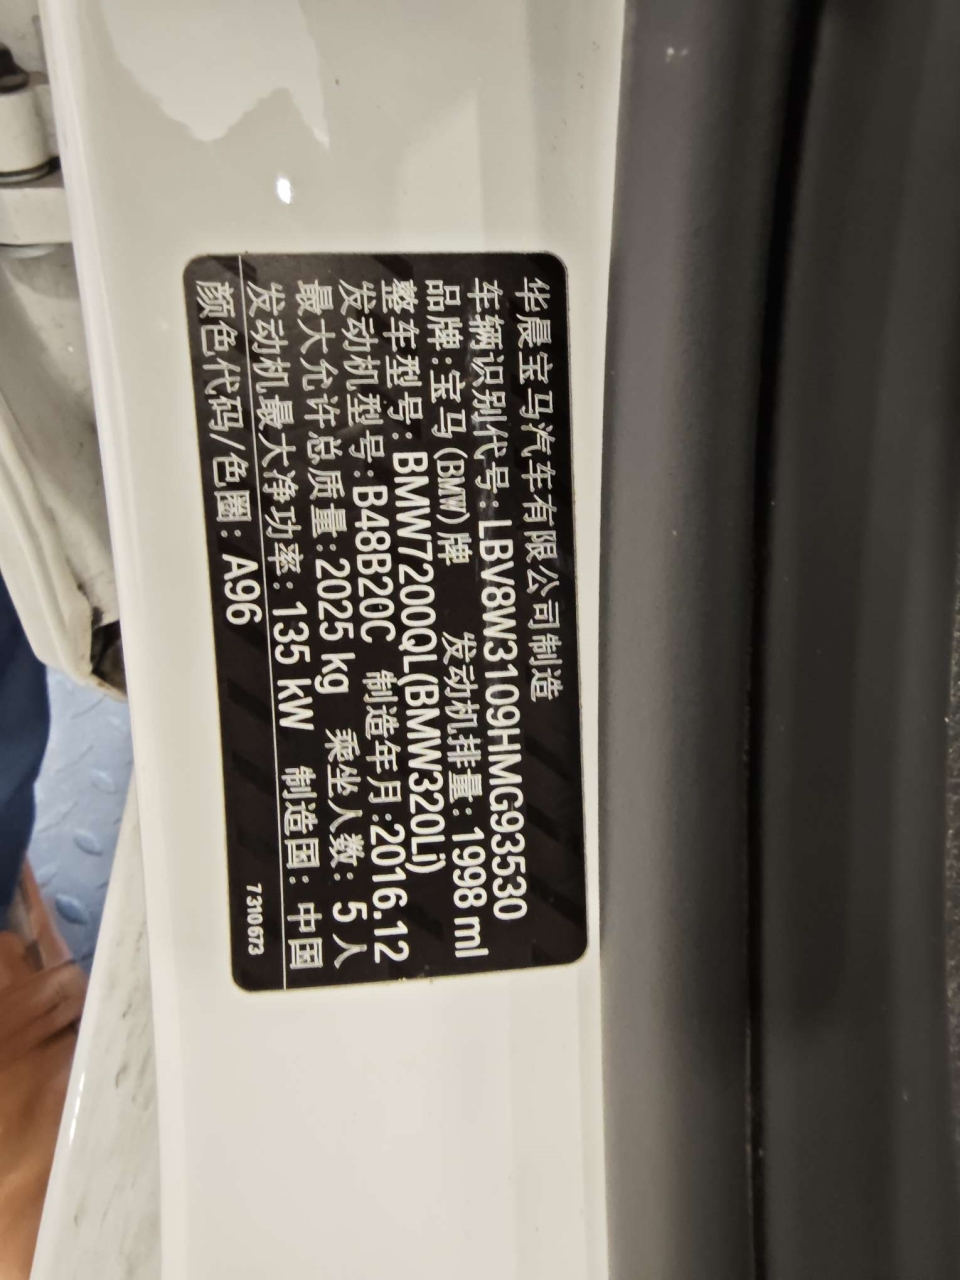 华晨宝马汽车有限公司制造
车辆识别代号：LBV8W3109HMG93530
品牌：宝马(BMW)牌 发动机排量：1998 ml
整车型号：BMW7200QL(BMW320Li)
发动机型号：B48B20C 制造年月：2016.12
最大允许总质量：2025 kg 乘坐人数：5 人
发动机最大净功率：135 kW 制造国：中国
颜色代码/色圈：A96 7310673